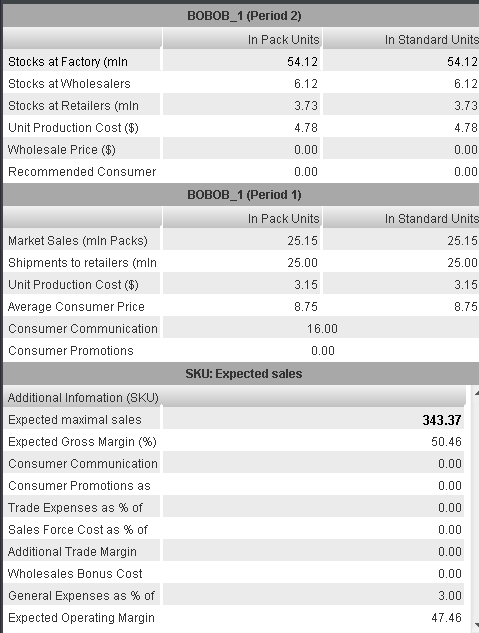 BOBOB_1 (Period 2)
In Pack Units In Standard Units
Stocks at Factory (mln 54.12 54.12
Stocks at Wholesalers 6.12 6.12
Stocks at Retailers (mln 3.73 3.73
Unit Production Cost ($) 4.78 4.78
Wholesale Price ($) 0.00 0.00
Recommended Consumer 0.00 0.00
BOBOB_1 (Period 1)
In Pack Units In Standard Units
Market Sales (mln Packs) 25.15 25.15
Shipments to retailers (mln 25.00 25.00
Unit Production Cost ($) 3.15 3.15
Average Consumer Price 8.75 8.75
Consumer Communication 16.00
Consumer Promotions 0.00
SKU: Expected sales
Additional Infomation (SKU)
Expected maximal sales 343.37
Expected Gross Margin (%) 50.46
Consumer Communication 0.00
Consumer Promotions as 0.00
Trade Expenses as % of 0.00
Sales Force Cost as % of 0.00
Additional Trade Margin 0.00
Wholesales Bonus Cost 0.00
General Expenses as % of 3.00
Expected Operating Margin 47.46